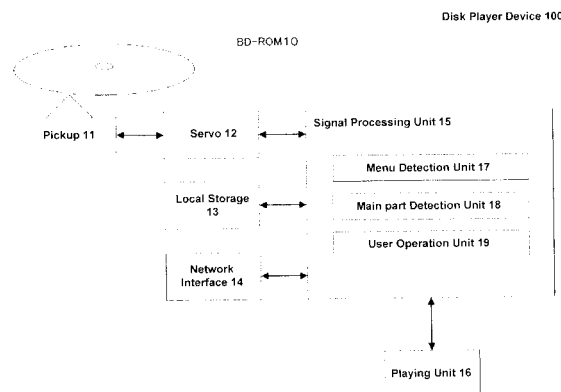 Disk Player Device 100
BD-ROM10
Pickup 11
Servo 12
Signal Processing Unit 15
Menu Detection Unit 17
Local Storage
13
Main part Detection Unit 18
User Operation Unit 19
Network
Interface 14
Playing Unit 16